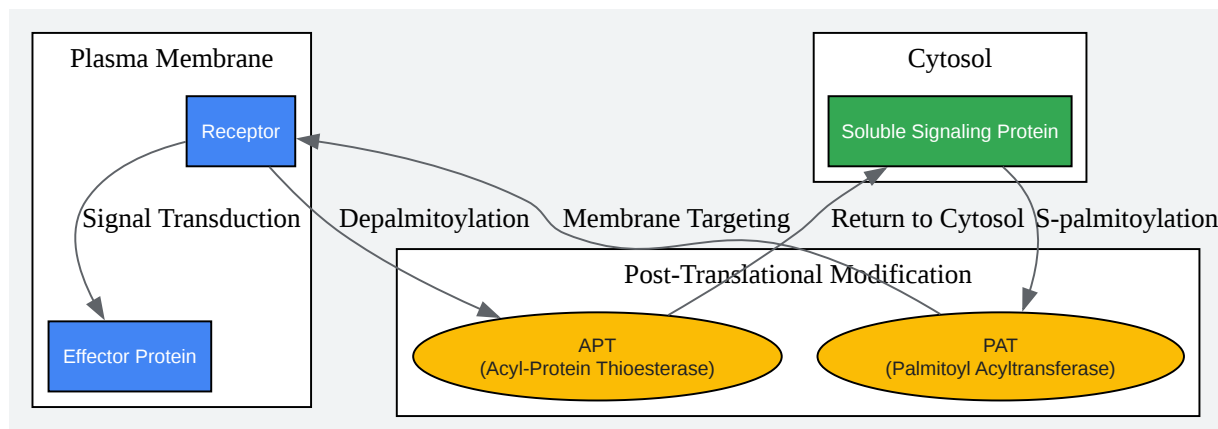 Plasma Membrane
Cytosol
Receptor
Soluble Signaling Protein
Signal Transduction
Depalmitoylation
Membrane Targeting
Return to Cytosol
S-palmitoylation
Post-Translational Modification
Effector Protein
APT
(Acyl-Protein Thioesterase)
PAT
(Palmitoyl Acyltransferase)